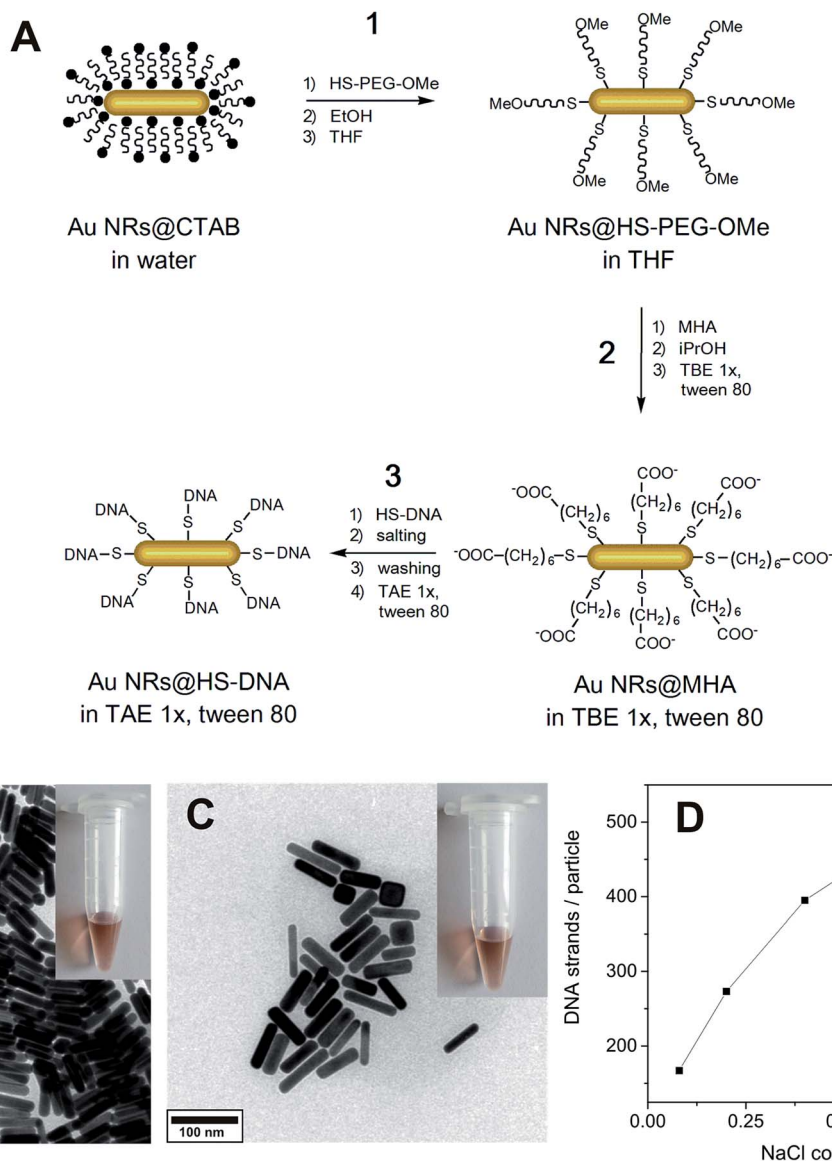 A
1
1) HS-PEG-OMe
2) EtOH
3) THF
OMe
OMe
OMe
MeO
S
S
S
S
S
S
S
S
OMe
OMe
OMe
OMe
Au NRs@CTAB
in water
Au NRs@HS-PEG-OMe
in THF
2
1) MHA
2) iPrOH
3) TBE 1x,
tween 80
3
1) HS-DNA
2) salting
3) washing
4) TAE 1x,
tween 80
DNA
DNA
DNA
S
S
S
DNA-S
S-DNA
S
S
S
DNA
DNA
DNA
COO-
-OOC
COO-
(CH2)6
(CH2)6
(CH2)6
S
S
S
-OOC-(CH2)6-S
S-(CH2)6-COO-
S
S
S
(CH2)6
(CH2)6
(CH2)6
-OOC
COO-
COO-
Au NRs@HS-DNA
in TAE 1x, tween 80
Au NRs@MHA
in TBE 1x, tween 80
C
100 nm
D
DNA strands / particle
500
400
300
200
0.00
0.25
NaCl